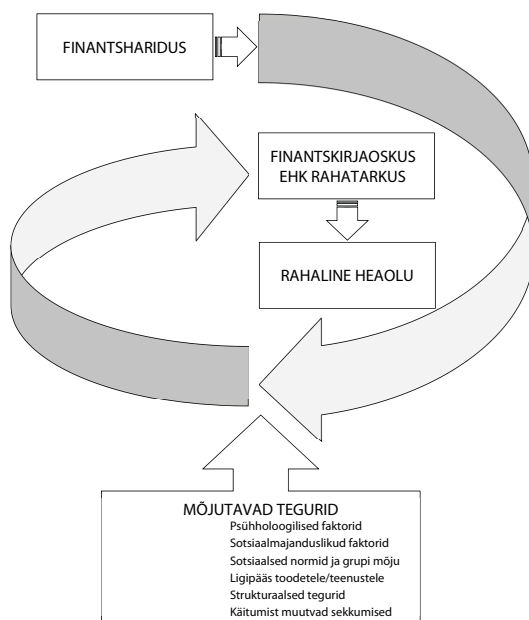 FINANTSHARIDUS
FINANTSKIRJAOSKUS
EHK RAHATARKUS
RAHALINE HEAOLU
MÕJUTAVAD TEGURID
Psühholoogilised faktorid
Sotsiaalmajanduslikud faktorid
Sotsiaalsed normid ja grupi mõju
Ligipääs toodetele/teenustele
Strukturaalsed tegurid
Käitumist muutvad sekkumised